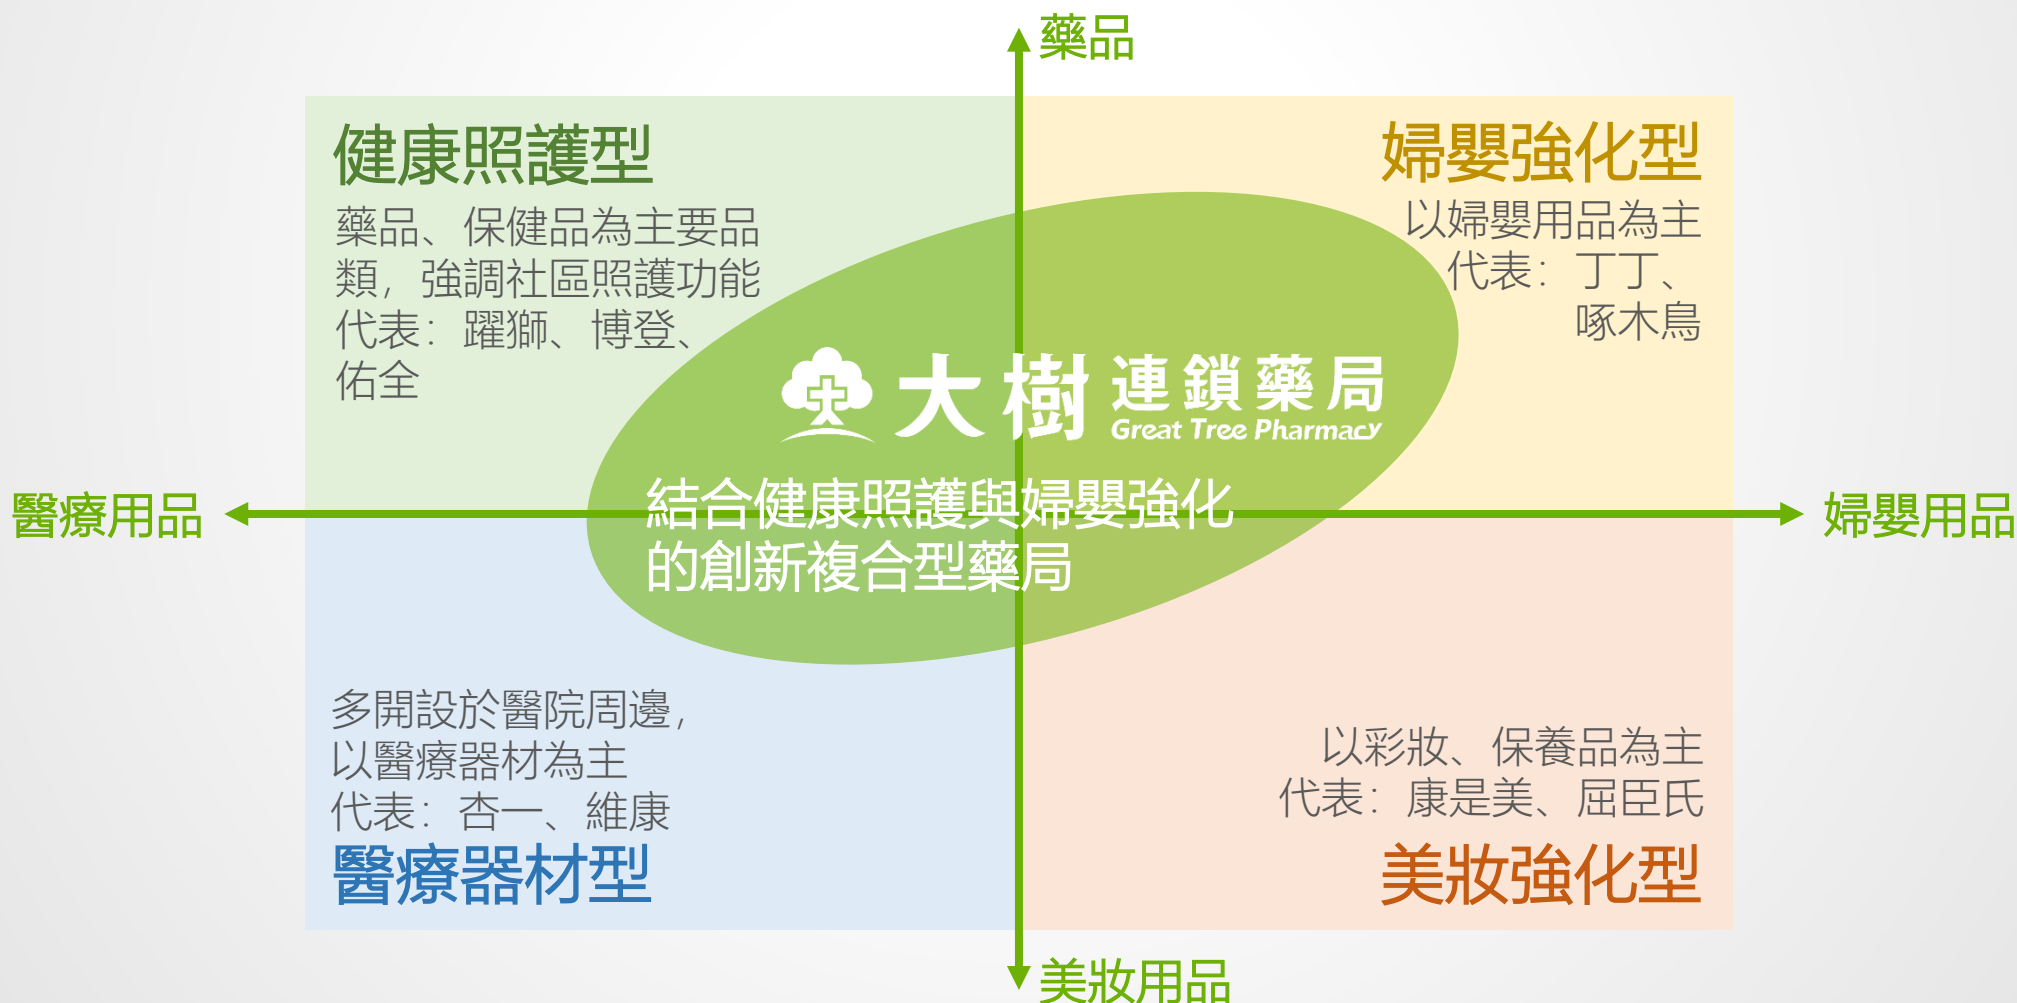 藥品
健康照護型
藥品、保健品為主要品
類，強調社區照護功能
代表：躍獅、博登、
佑全
婦嬰強化型
以婦嬰用品為主
代表：丁丁、
啄木鳥
大樹 連鎖藥局
Great Tree Pharmacy
結合健康照護與婦嬰強化
的創新複合型藥局
醫療用品
婦嬰用品
多開設於醫院周邊，
以醫療器材為主
代表：杏一、維康
醫療器材型
以彩妝、保養品為主
代表：康是美、屈臣氏
美妝強化型
美妝用品